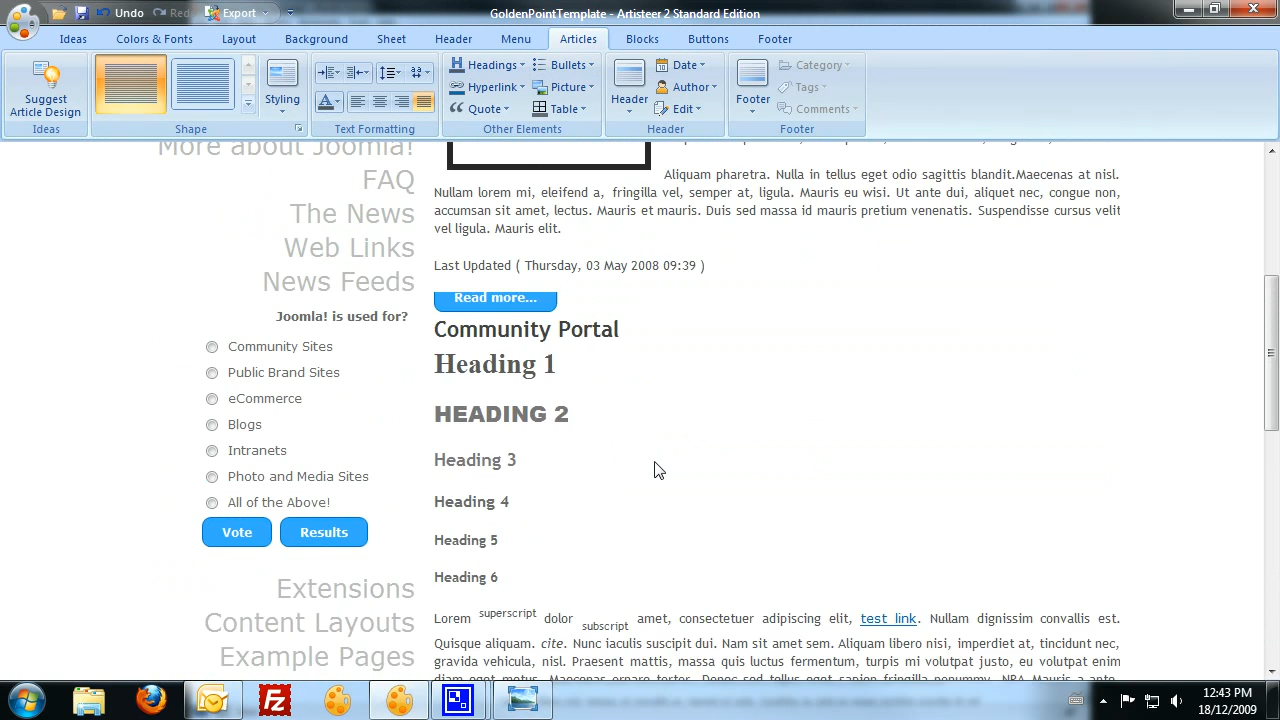 GoldenPointTemplate - Artisteer 2 Standard Edition
Undo Redo Export
Ideas Colors & Fonts Layout Background Sheet Header Menu Articles Blocks Buttons Footer
Suggest Article Design
Styling
Headings Bullets
Hyperlink Picture
Quote Table
Header
Date
Author
Edit
Footer
Category
Tags
Comments
Ideas Shape Text Formatting Other Elements Header Footer
More about Joomla!
FAQ
The News
Web Links
News Feeds
Joomla! is used for?
Community Sites
Public Brand Sites
eCommerce
Blogs
Intranets
Photo and Media Sites
All of the Above!
Vote Results
Extensions
Content Layouts
Example Pages
Aliquam pharetra. Nulla in tellus eget odio sagittis blandit.Maecenas at nisl.
Nullam lorem mi, eleifend a, fringilla vel, semper at, ligula. Mauris eu wisi. Ut ante dui, aliquet nec, congue non,
accumsan sit amet, lectus. Mauris et mauris. Duis sed massa id mauris pretium venenatis. Suspendisse cursus velit
vel ligula. Mauris elit.
Last Updated ( Thursday, 03 May 2008 09:39 )
Read more...
Community Portal
Heading 1
HEADING 2
Heading 3
Heading 4
Heading 5
Heading 6
Lorem superscript dolor subscript amet, consectetuer adipiscing elit, test link. Nullam dignissim convallis est.
Quisque aliquam. cite. Nunc iaculis suscipit dui. Nam sit amet sem. Aliquam libero nisi, imperdiet at, tincidunt nec,
gravida vehicula, nisl. Praesent mattis, massa quis luctus fermentum, turpis mi volutpat justo, eu volutpat enim
12:43 PM
18/12/2009